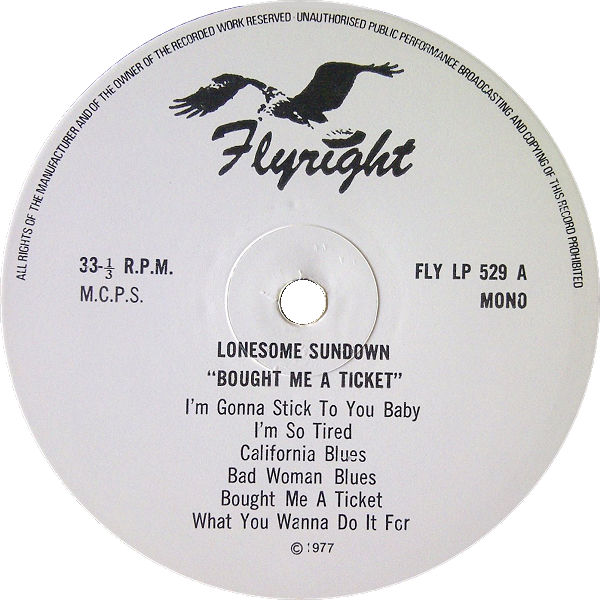 ALL RIGHTS OF THE MANUFACTURER AND OF THE OWNER OF THE RECORDED WORK RESERVED · UNAUTHORISED PUBLIC PERFORMANCE BROADCASTING AND COPYING OF THIS RECORD PROHIBITED
Flyright
33-1/3 R.P.M.
M.C.P.S.
FLY LP 529 A
MONO
LONESOME SUNDOWN
“BOUGHT ME A TICKET”
I'm Gonna Stick To You Baby
I'm So Tired
California Blues
Bad Woman Blues
Bought Me A Ticket
What You Wanna Do It For
© 1977